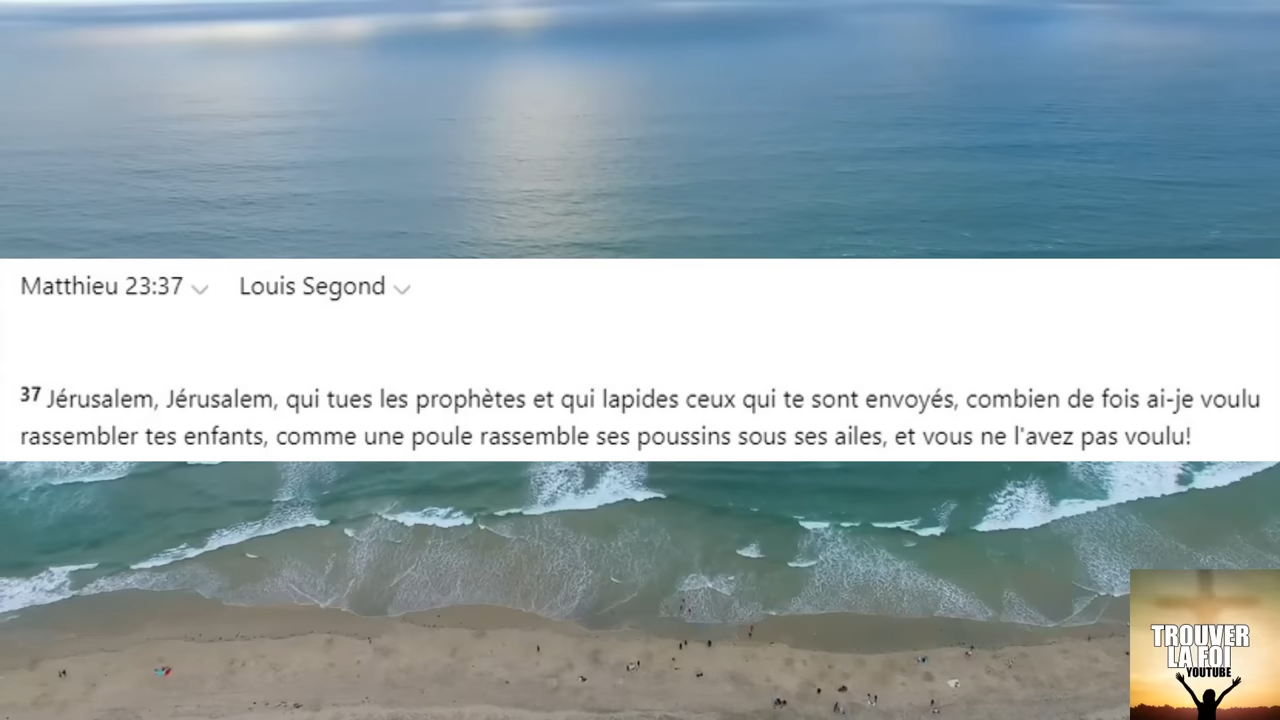 Matthieu 23:37 Louis Segond
37 Jérusalem, Jérusalem, qui tues les prophètes et qui lapides ceux qui te sont envoyés, combien de fois ai-je voulu
rassembler tes enfants, comme une poule rassemble ses poussins sous ses ailes, et vous ne l'avez pas voulu!
TROUVER
LA FOI
YOUTUBE